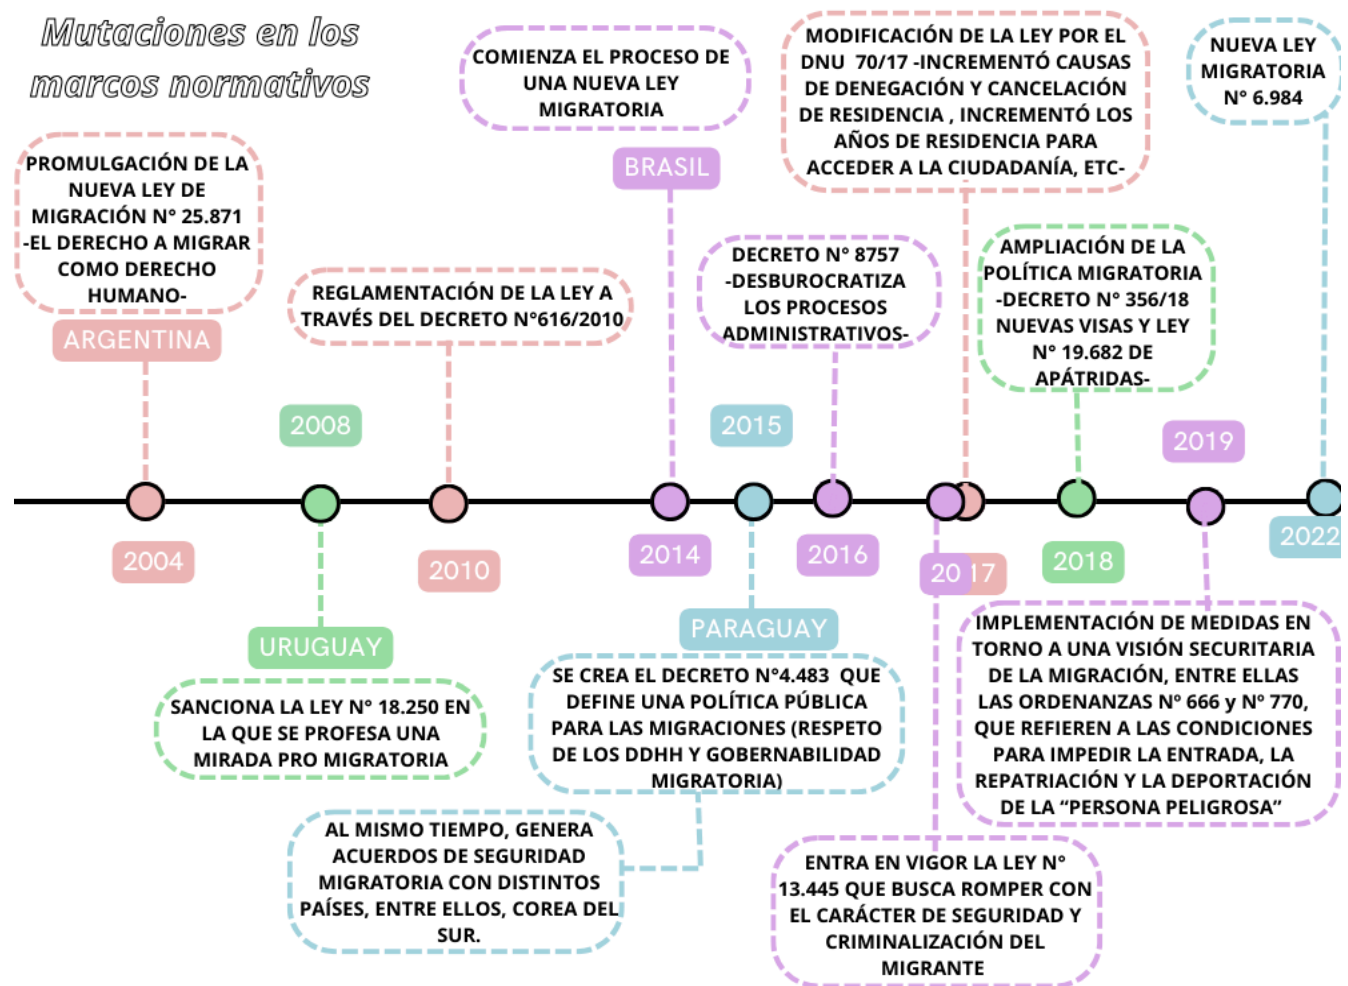 Mutaciones en los
marcos normativos
PROMULGACIÓN DE LA
NUEVA LEY DE
MIGRACIÓN N° 25.871
-EL DERECHO A MIGRAR
COMO DERECHO
HUMANO-
ARGENTINA
2004
2008
URUGUAY
SANCIONA LA LEY N° 18.250 EN
LA QUE SE PROFESA UNA
MIRADA PRO MIGRATORIA
REGLAMENTACIÓN DE LA LEY A
TRAVÉS DEL DECRETO N°616/2010
2010
COMIENZA EL PROCESO DE
UNA NUEVA LEY
MIGRATORIA
BRASIL
2014
2015
PARAGUAY
SE CREA EL DECRETO N°4.483 QUE
DEFINE UNA POLÍTICA PÚBLICA
PARA LAS MIGRACIONES (RESPETO
DE LOS DDHH Y GOBERNABILIDAD
MIGRATORIA)
AL MISMO TIEMPO, GENERA
ACUERDOS DE SEGURIDAD
MIGRATORIA CON DISTINTOS
PAÍSES, ENTRE ELLOS, COREA DEL
SUR.
DECRETO N° 8757
-DESBUROCRATIZA
LOS PROCESOS
ADMINISTRATIVOS-
2016
MODIFICACIÓN DE LA LEY POR EL
DNU 70/17 -INCREMENTÓ CAUSAS
DE DENEGACIÓN Y CANCELACIÓN
DE RESIDENCIA , INCREMENTÓ LOS
AÑOS DE RESIDENCIA PARA
ACCEDER A LA CIUDADANÍA, ETC-
2017
ENTRA EN VIGOR LA LEY N°
13.445 QUE BUSCA ROMPER CON
EL CARÁCTER DE SEGURIDAD Y
CRIMINALIZACIÓN DEL
MIGRANTE
AMPLIACIÓN DE LA
POLÍTICA MIGRATORIA
-DECRETO N° 356/18
NUEVAS VISAS Y LEY
N° 19.682 DE
APÁTRIDAS-
2018
2019
IMPLEMENTACIÓN DE MEDIDAS EN
TORNO A UNA VISIÓN SECURITARIA
DE LA MIGRACIÓN, ENTRE ELLAS
LAS ORDENANZAS Nº 666 y Nº 770,
QUE REFIEREN A LAS CONDICIONES
PARA IMPEDIR LA ENTRADA, LA
REPATRIACIÓN Y LA DEPORTACIÓN
DE LA “PERSONA PELIGROSA”
NUEVA LEY
MIGRATORIA
N° 6.984
2022